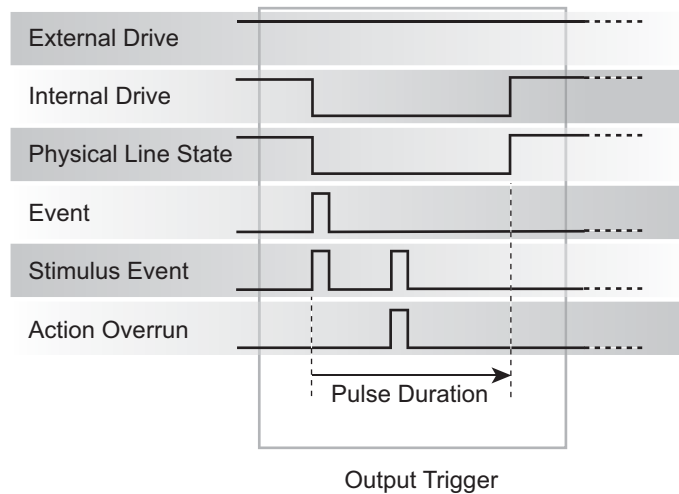 External Drive
Internal Drive
Physical Line State
Event
Stimulus Event
Action Overrun
Pulse Duration
Output Trigger